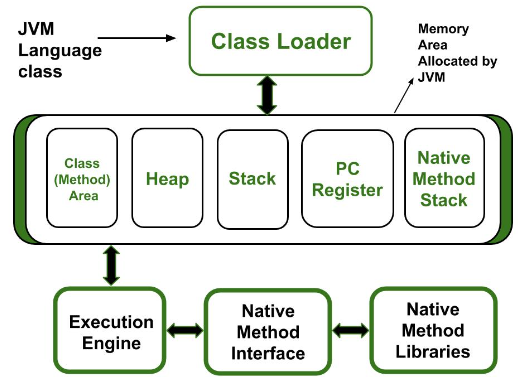 JVM
Language
class
Class Loader
Memory
Area
Allocated by
JVM
Class
(Method)
Area
Heap
Stack
PC
Register
Native
Method
Stack
Execution
Engine
Native
Method
Interface
Native
Method
Libraries